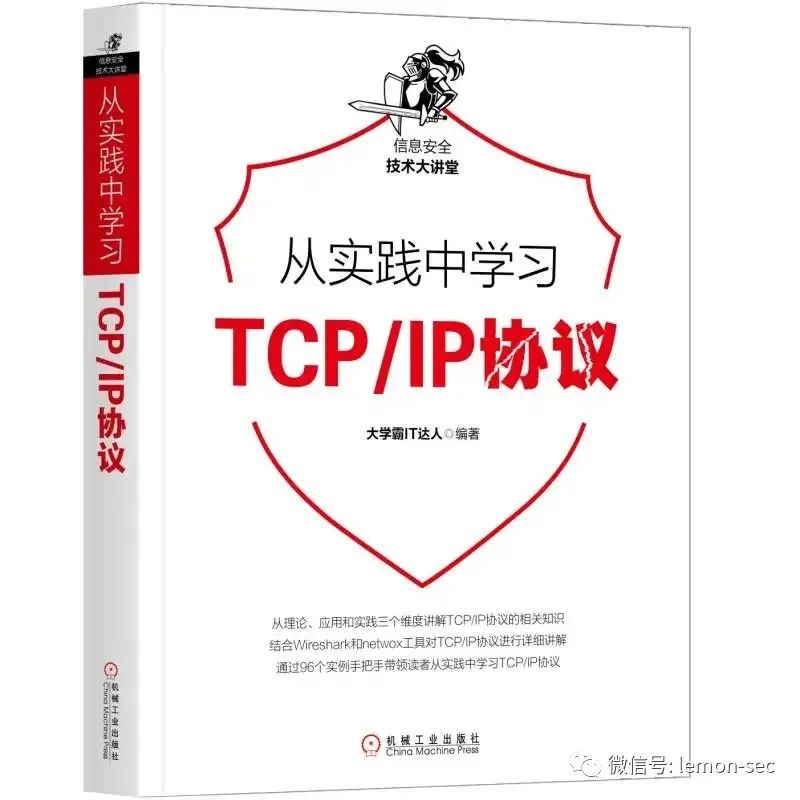 信息安全
技术大讲堂
从实践中学习
TCP/IP协议
机械工业出版社
China Machine Press
信息安全
技术大讲堂
从实践中学习
TCP/IP协议
大学霸IT达人◎编著
从理论、应用和实践三个维度讲解TCP/IP协议的相关知识
结合Wireshark和netwox工具对TCP/IP协议进行详细讲解
通过96个实例手把手带领读者从实践中学习TCP/IP协议
机械工业出版社
China Machine Press
微信号: lemon-sec